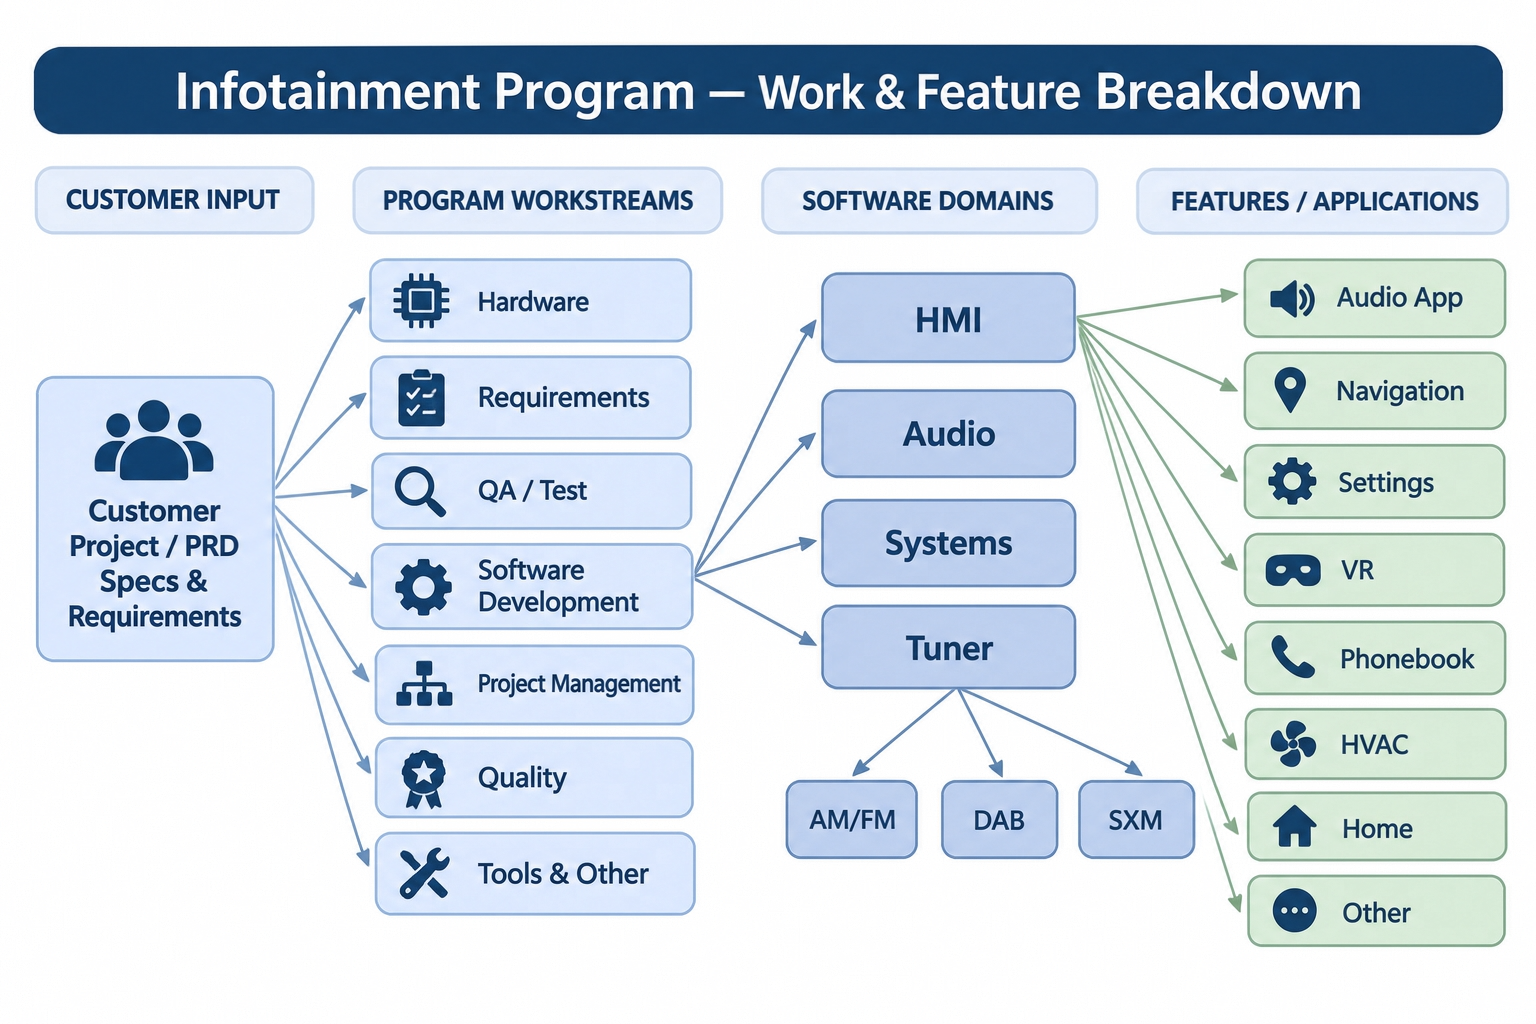 Infotainment Program — Work & Feature Breakdown
CUSTOMER INPUT
PROGRAM WORKSTREAMS
SOFTWARE DOMAINS
FEATURES / APPLICATIONS
Customer
Project / PRD
Specs &
Requirements
Hardware
Requirements
QA / Test
Software
Development
Project Management
Quality
Tools & Other
HMI
Audio
Systems
Tuner
AM/FM
DAB
SXM
Audio App
Navigation
Settings
VR
Phonebook
HVAC
Home
Other